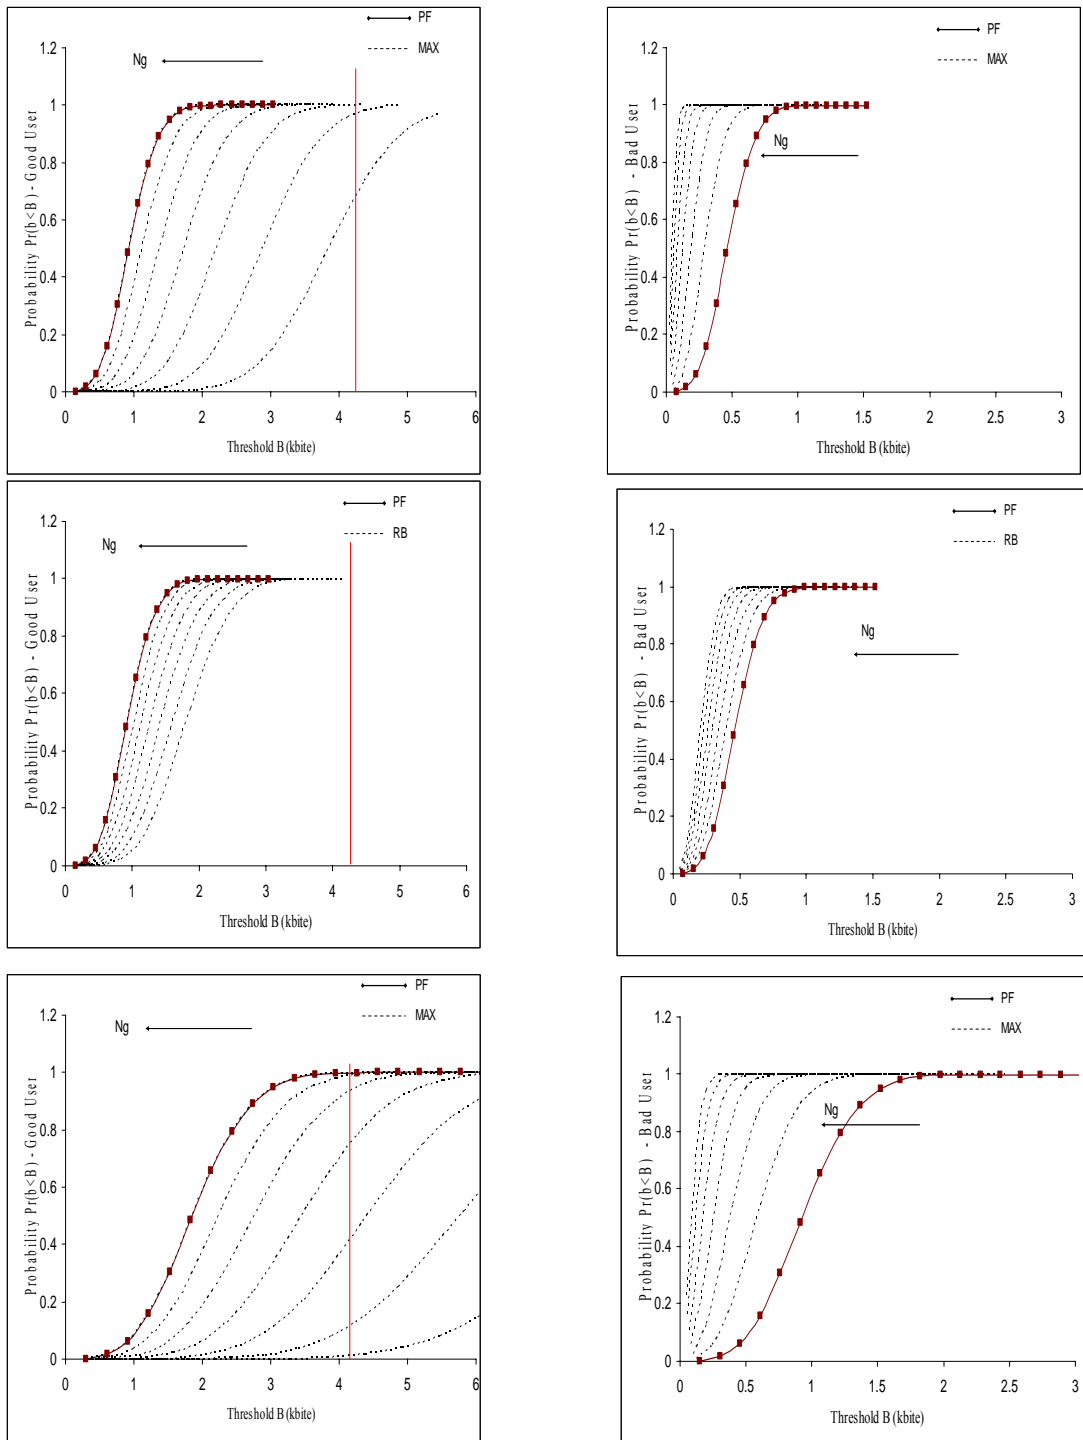 PF
MAX
1.2
Ng
1
0.8
0.6
0.4
0.2
0
0 1 2 3 4 5 6
Threshold B (kbite)
Probability Pr(b<B) - Good User
PF
MAX
1.2
1
Ng
0.8
0.6
0.4
0.2
0
0 0.5 1 1.5 2 2.5 3
Threshold B (kbite)
Probability Pr(b<B) - Bad User
PF
RB
1.2
Ng
1
0.8
0.6
0.4
0.2
0
0 1 2 3 4 5 6
Threshold B (kbite)
Probability Pr(b<B) - Good User
PF
RB
1.2
1
Ng
0.8
0.6
0.4
0.2
0
0 0.5 1 1.5 2 2.5 3
Threshold B (kbite)
Probability Pr(b<B) - Bad User
PF
MAX
1.2
Ng
1
0.8
0.6
0.4
0.2
0
0 1 2 3 4 5 6
Threshold B (kbite)
Probability Pr(b<B) - Good User
PF
MAX
1.2
1
Ng
0.8
0.6
0.4
0.2
0
0 0.5 1 1.5 2 2.5 3
Threshold B (kbite)
Probability Pr(b<B) - Bad User